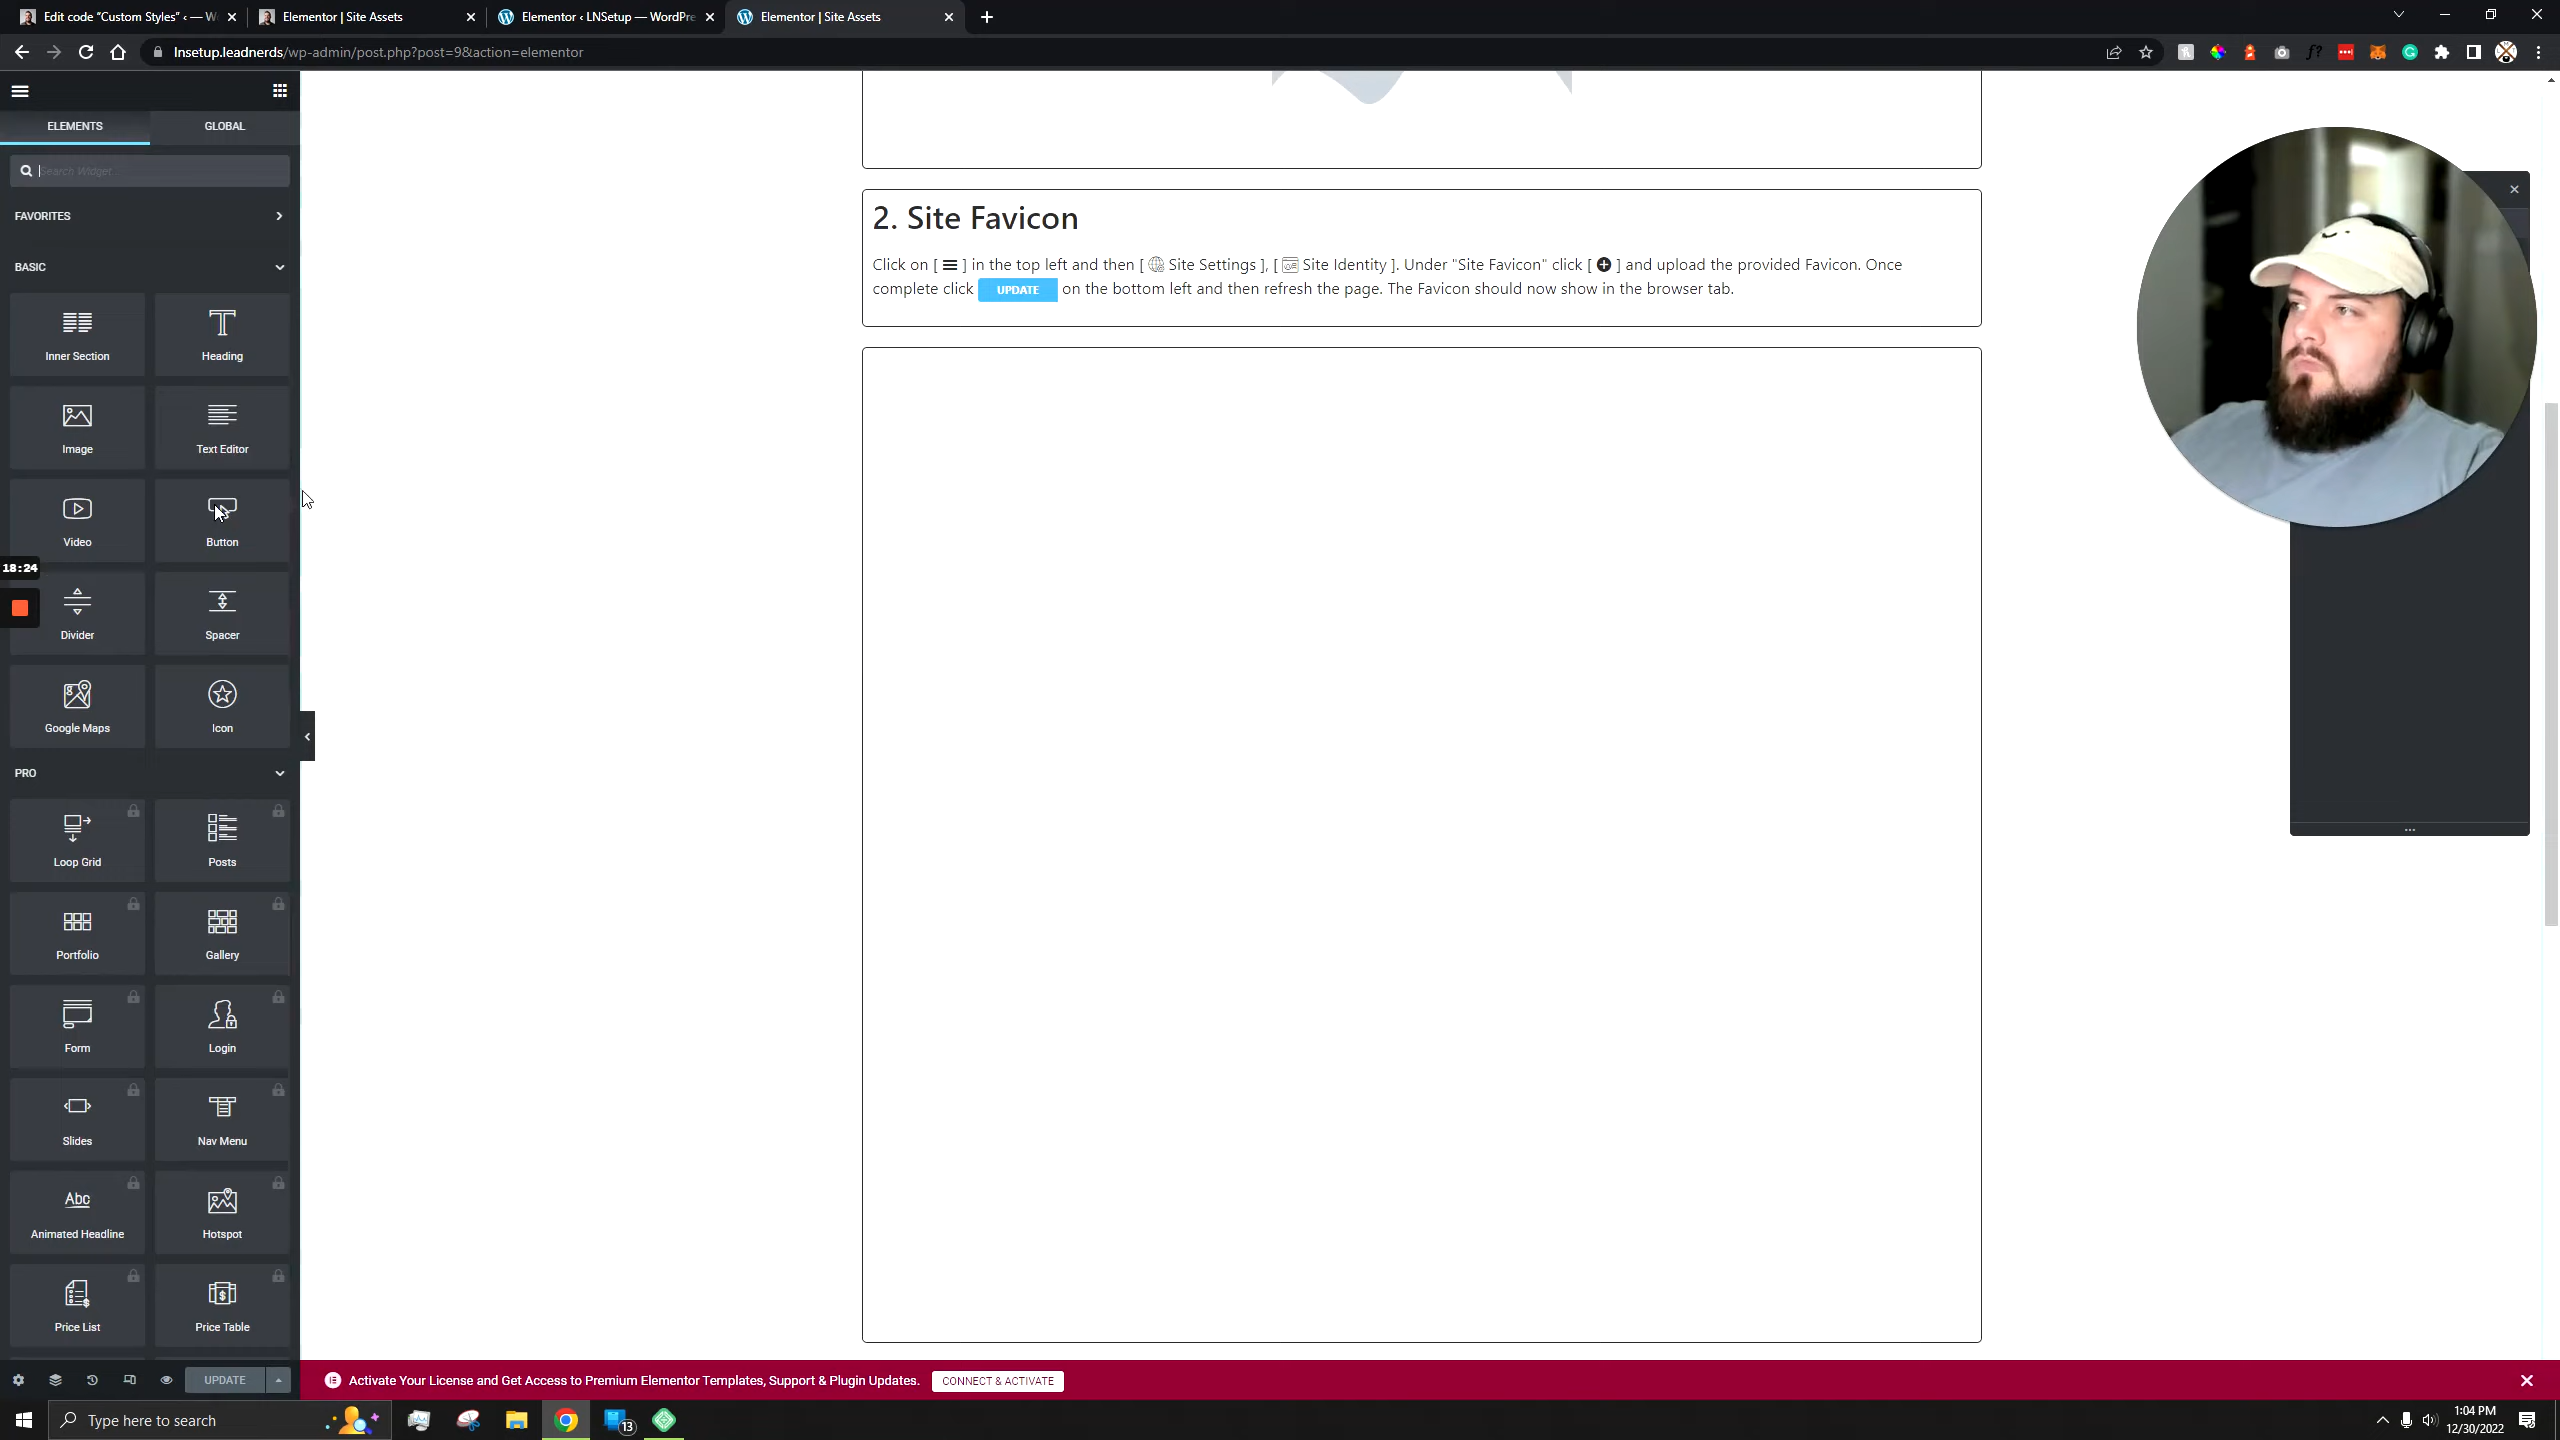 Edit code "Custom Styles" ‹ — W
Elementor | Site Assets
Elementor ‹ LNSetup — WordPre
Elementor | Site Assets
lnsetup.leadnerds/wp-admin/post.php?post=9&action=elementor
ELEMENTS
GLOBAL
Search Widget...
FAVORITES
BASIC
Inner Section
Heading
Image
Text Editor
Video
Button
18:24
Divider
Spacer
Google Maps
Icon
PRO
Loop Grid
Posts
Portfolio
Gallery
Form
Login
Slides
Nav Menu
Abc
Animated Headline
Hotspot
Price List
Price Table
UPDATE
2. Site Favicon
Click on [ ≡ ] in the top left and then [ Site Settings ], [ Site Identity ]. Under "Site Favicon" click [ + ] and upload the provided Favicon. Once
complete click UPDATE on the bottom left and then refresh the page. The Favicon should now show in the browser tab.
Activate Your License and Get Access to Premium Elementor Templates, Support & Plugin Updates.
CONNECT & ACTIVATE
Type here to search
13
1:04 PM
12/30/2022